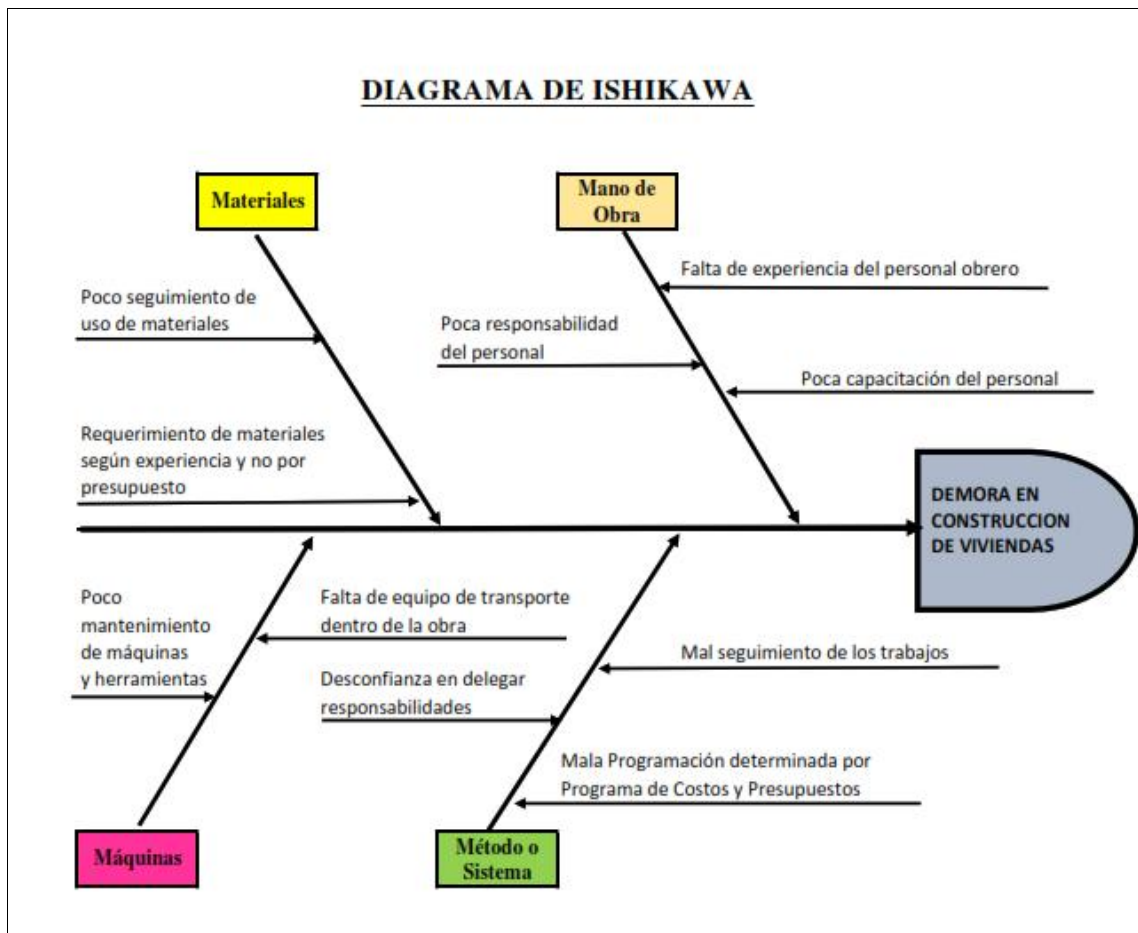 DIAGRAMA DE ISHIKAWA
Materiales
Mano de
Obra
Falta de experiencia del personal obrero
Poco seguimiento de
uso de materiales
Poca responsabilidad
del personal
Poca capacitación del personal
Requerimiento de materiales
según experiencia y no por
presupuesto
DEMORA EN
CONSTRUCCION
DE VIVIENDAS
Poco
mantenimiento
de máquinas
y herramientas
Falta de equipo de transporte
dentro de la obra
Mal seguimiento de los trabajos
Desconfianza en delegar
responsabilidades
Mala Programación determinada por
Programa de Costos y Presupuestos
Máquinas
Método o
Sistema